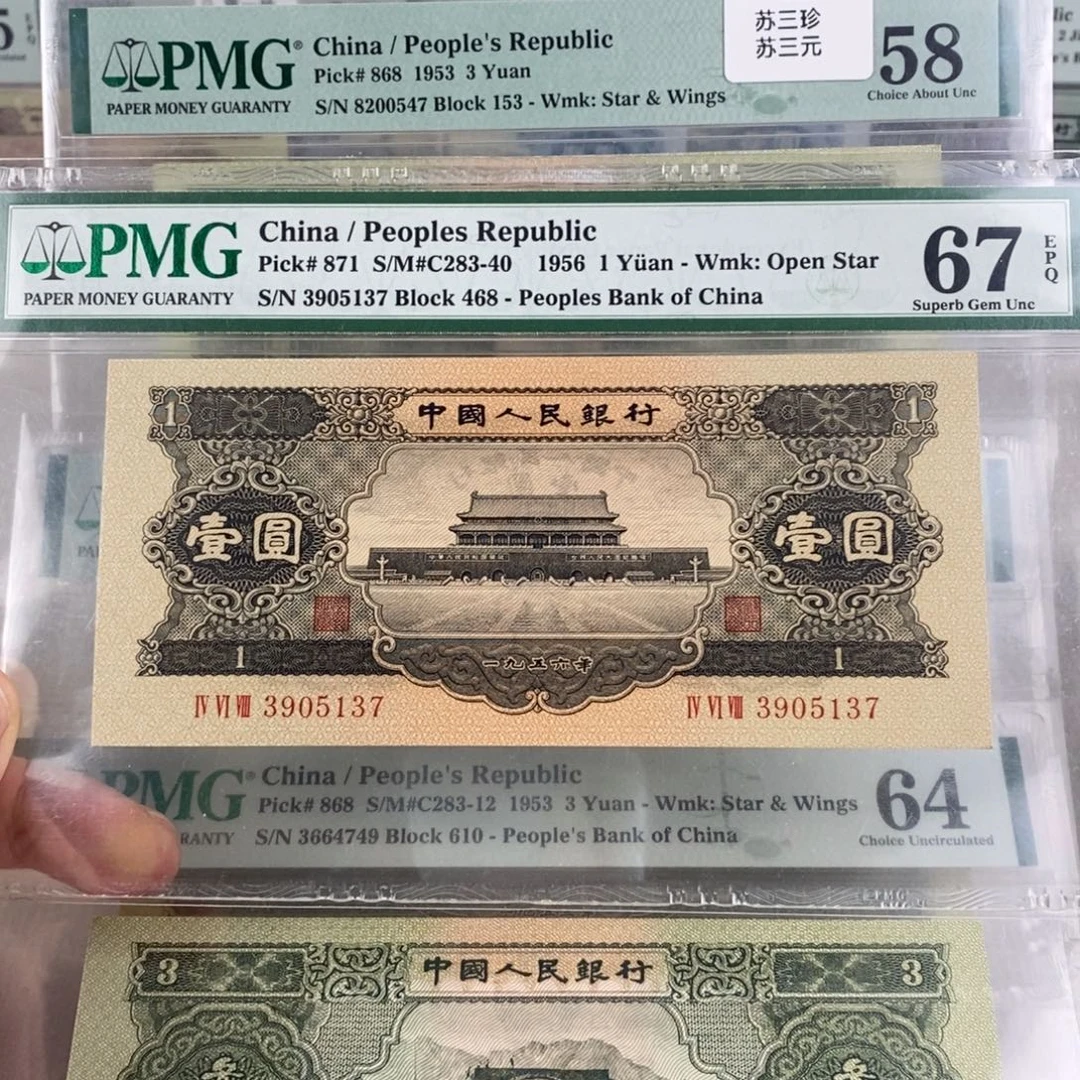 PMG
PAPER MONEY GUARANTY
China / People's Republic
Pick# 868 1953 3 Yuan
S/N 8200547 Block 153 - Wmk: Star & Wings
苏三珍
苏三元
58
Choice About Unc
PMG
PAPER MONEY GUARANTY
China / Peoples Republic
Pick# 871 S/M#C283-40 1956 1 Yüan - Wmk: Open Star
S/N 3905137 Block 468 - Peoples Bank of China
67
EPQ
Superb Gem Unc
1
中國人民銀行
1
壹圓
壹圓
1
一九五六年
1
Ⅳ Ⅵ Ⅷ 3905137
Ⅳ Ⅵ Ⅷ 3905137
PMG
RANTY
China / People's Republic
Pick# 868 S/M#C283-12 1953 3 Yuan - Wmk: Star & Wings
S/N 3664749 Block 610 - People's Bank of China
64
Choice Uncirculated
3
中國人民銀行
3